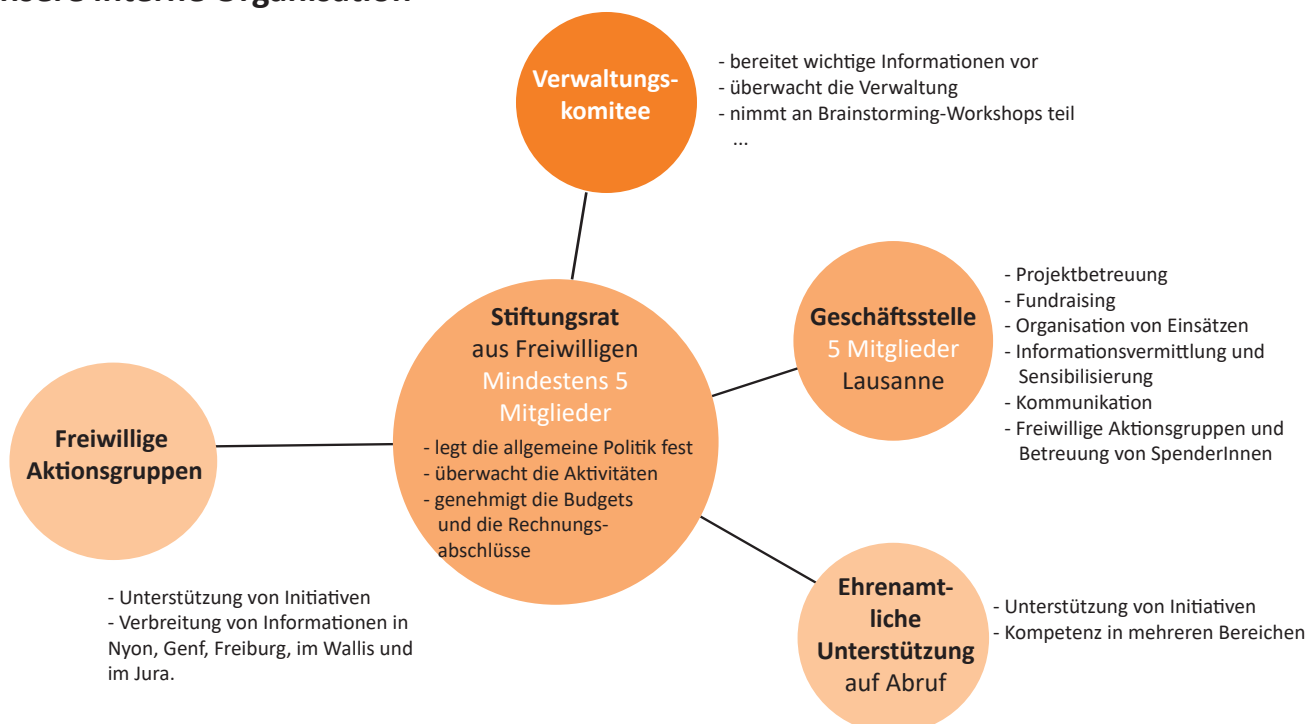 interne Organisation
Verwaltungs-
komitee
- bereitet wichtige Informationen vor
- überwacht die Verwaltung
- nimmt an Brainstorming-Workshops teil
...
Stiftungsrat
aus Freiwilligen
Mindestens 5
Mitglieder
- legt die allgemeine Politik fest
- überwacht die Aktivitäten
- genehmigt die Budgets
und die Rechnungs-
abschlüsse
Geschäftsstelle
5 Mitglieder
Lausanne
- Projektbetreuung
- Fundraising
- Organisation von Einsätzen
- Informationsvermittlung und
Sensibilisierung
- Kommunikation
- Freiwillige Aktionsgruppen und
Betreuung von SpenderInnen
Freiwillige
Aktionsgruppen
- Unterstützung von Initiativen
- Verbreitung von Informationen in
Nyon, Genf, Freiburg, im Wallis und
im Jura.
Ehrenamt-
liche
Unterstützung
auf Abruf
- Unterstützung von Initiativen
- Kompetenz in mehreren Bereichen